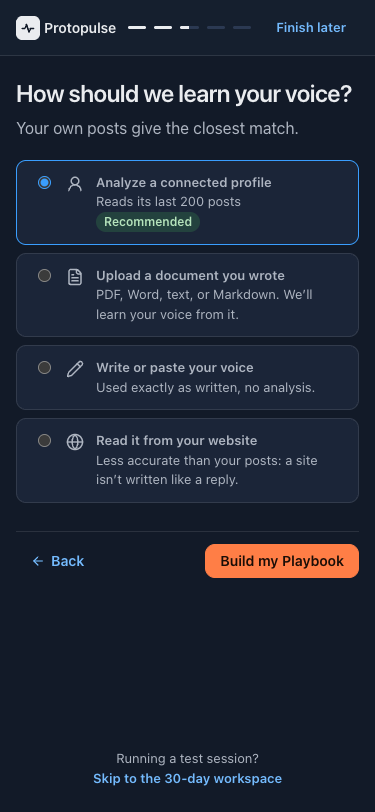 Protopulse
Finish later
How should we learn your voice?
Your own posts give the closest match.
Analyze a connected profile
Reads its last 200 posts
Recommended
Upload a document you wrote
PDF, Word, text, or Markdown. We’ll
learn your voice from it.
Write or paste your voice
Used exactly as written, no analysis.
Read it from your website
Less accurate than your posts: a site
isn’t written like a reply.
← Back
Build my Playbook
Running a test session?
Skip to the 30-day workspace